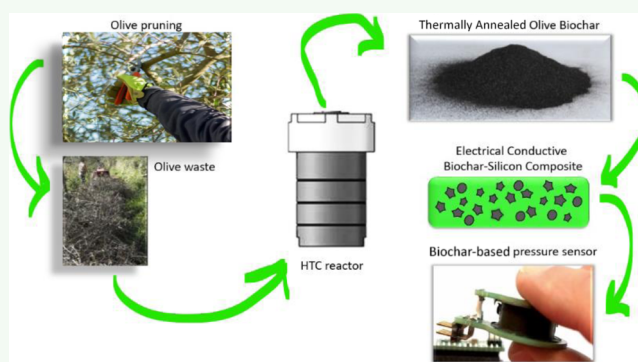 Olive pruning
Olive waste
HTC reactor
Thermally Annealed Olive Biochar
Electrical Conductive
Biochar-Silicon Composite
Biochar-based pressure sensor